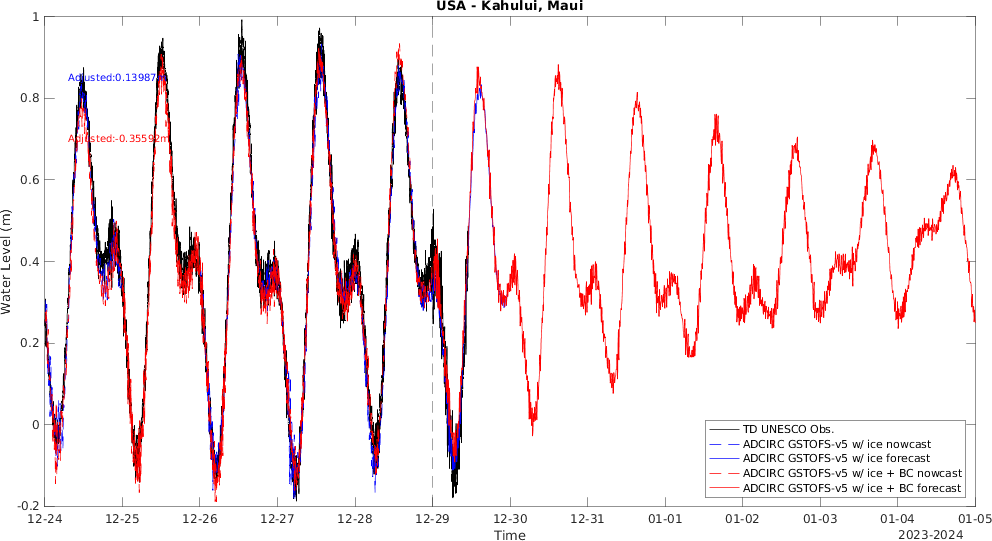 USA - Kahului, Maui
1
0.8
0.6
0.4
0.2
0
-0.2
Water Level (m)
Adjusted:0.13987m
Adjusted:-0.35592m
TD UNESCO Obs.
ADCIRC GSTOFS-v5 w/ ice nowcast
ADCIRC GSTOFS-v5 w/ ice forecast
ADCIRC GSTOFS-v5 w/ ice + BC nowcast
ADCIRC GSTOFS-v5 w/ ice + BC forecast
12-24 12-25 12-26 12-27 12-28 12-29 12-30 12-31 01-01 01-02 01-03 01-04 01-05
Time
2023-2024